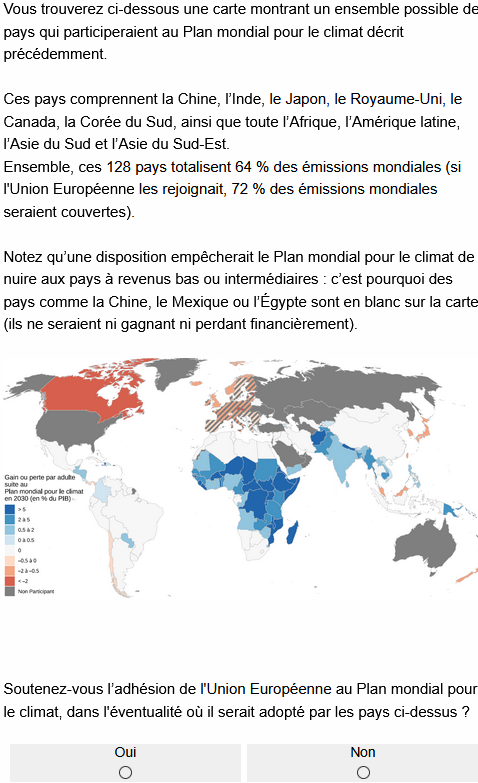 Vous trouverez ci-dessous une carte montrant un ensemble possible de
pays qui participeraient au Plan mondial pour le climat décrit
précédemment.
Ces pays comprennent la Chine, l'Inde, le Japon, le Royaume-Uni, le
Canada, la Corée du Sud, ainsi que toute l'Afrique, l'Amérique latine,
l'Asie du Sud et l'Asie du Sud-Est.
Ensemble, ces 128 pays totalisent 64 % des émissions mondiales (si
l'Union Européenne les rejoignait, 72 % des émissions mondiales
seraient couvertes).
Notez qu'une disposition empêcherait le Plan mondial pour le climat de
nuire aux pays à revenus bas ou intermédiaires : c'est pourquoi des
pays comme la Chine, le Mexique ou l'Égypte sont en blanc sur la carte
(ils ne seraient ni gagnant ni perdant financièrement).
Gain ou perte par adulte
suite au
Plan mondial pour le climat
en 2030 (en % du PIB)
> 5
2 à 5
0.5 à 2
0 à 0.5
0
−0.5 à 0
−2 à −0.5
< −2
Non Participant
Soutenez-vous l'adhésion de l'Union Européenne au Plan mondial pour
le climat, dans l'éventualité où il serait adopté par les pays ci-dessus ?
Oui
Non